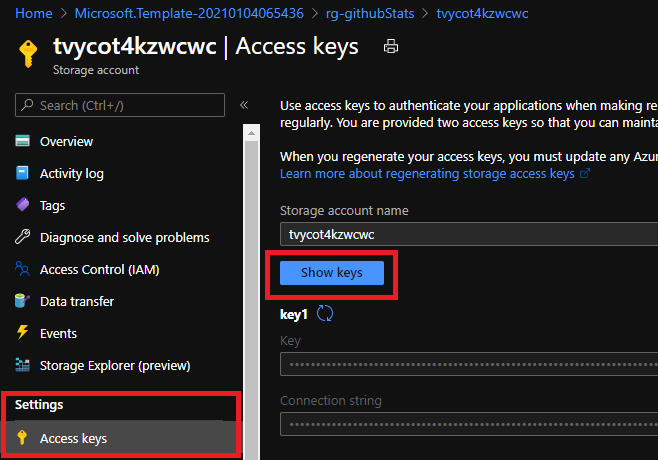 Home > Microsoft.Template-20210104065436 > rg-githubStats > tvycot4kzwcwc
tvycot4kzwcwc | Access keys
Storage account
Search (Ctrl+/)
«
Overview
Activity log
Tags
Diagnose and solve problems
Access Control (IAM)
Data transfer
Events
Storage Explorer (preview)
Settings
Access keys
Use access keys to authenticate your applications when making re
regularly. You are provided two access keys so that you can mainta
When you regenerate your access keys, you must update any Azur
Learn more about regenerating storage access keys
Storage account name
tvycot4kzwcwc
Show keys
key1
Key
Connection string